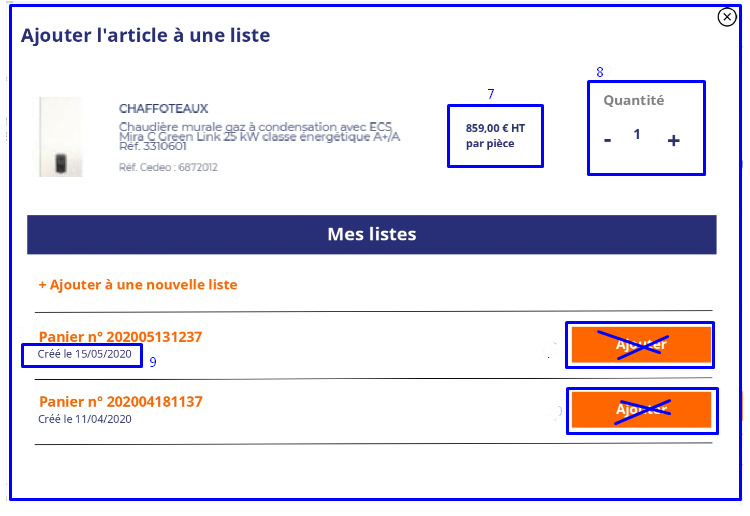 Ajouter l'article à une liste
8
7
Quantité
CHAFFOTEAUX
Chaudière murale gaz à condensation avec ECS
Mira C Green Link 25 kW classe énergétique A+/A
Réf. 3310601
Réf. Cedeo : 6872012
859,00 € HT
par pièce
- 1 +
Mes listes
+ Ajouter à une nouvelle liste
Panier n° 202005131237
Créé le 15/05/2020
9
Ajouter
Panier n° 202004181137
Créé le 11/04/2020
Ajouter